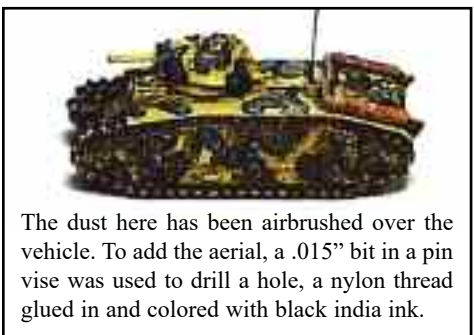 The dust here has been airbrushed over the
vehicle. To add the aerial, a .015” bit in a pin
vise was used to drill a hole, a nylon thread
glued in and colored with black india ink.